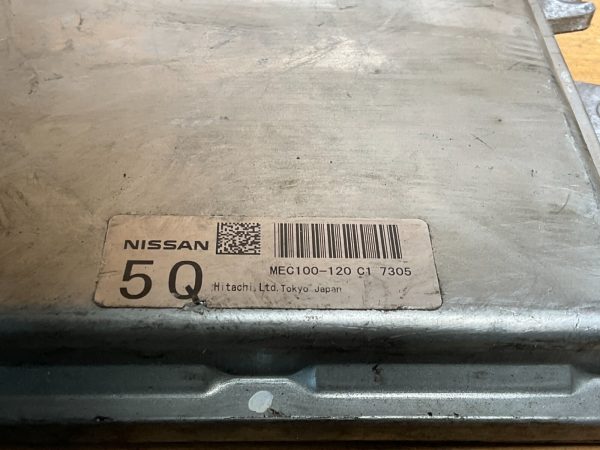 NISSAN
MEC100-120 C1 7305
5Q Hitachi,Ltd.Tokyo Japan